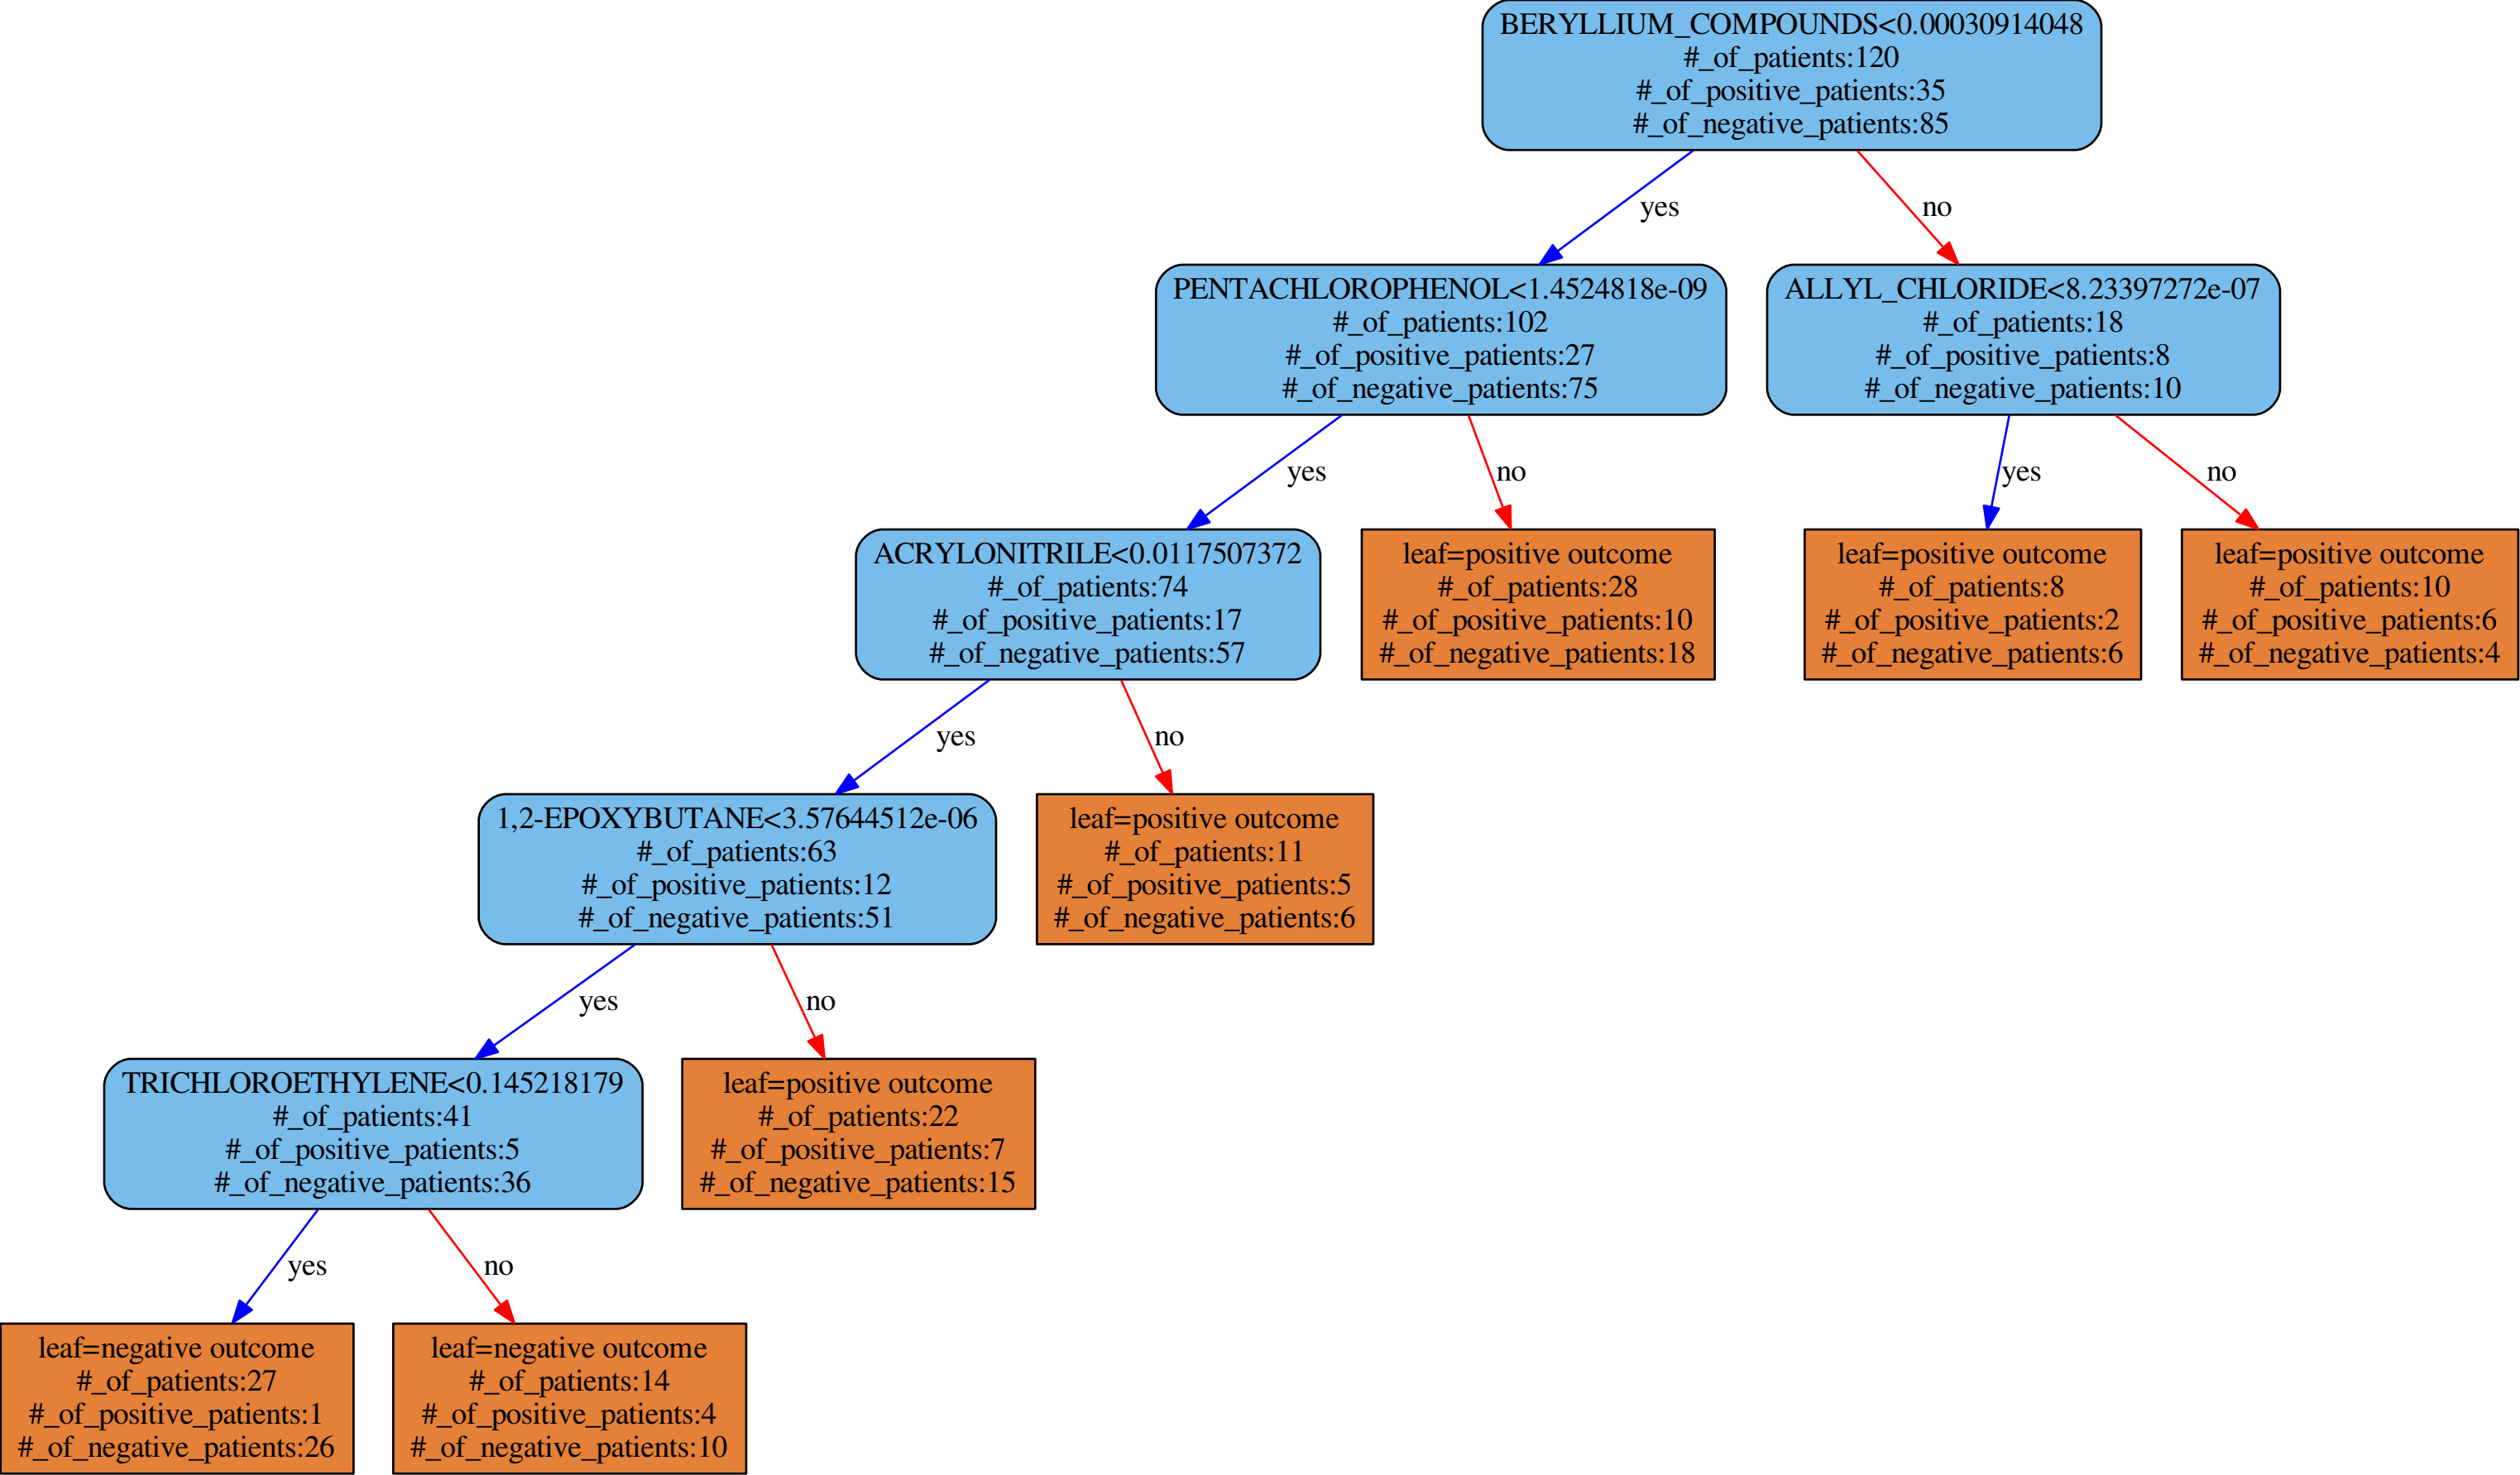 BERYLLIUM_COMPOUNDS<0.00030914048
#_of_patients:120
#_of_positive_patients:35
#_of_negative_patients:85
yes
no
PENTACHLOROPHENOL<1.4524818e-09
#_of_patients:102
#_of_positive_patients:27
#_of_negative_patients:75
ALLYL_CHLORIDE<8.23397272e-07
#_of_patients:18
#_of_positive_patients:8
#_of_negative_patients:10
yes
no
yes
no
ACRYLONITRILE<0.0117507372
#_of_patients:74
#_of_positive_patients:17
#_of_negative_patients:57
leaf=positive outcome
#_of_patients:28
#_of_positive_patients:10
#_of_negative_patients:18
leaf=positive outcome
#_of_patients:8
#_of_positive_patients:2
#_of_negative_patients:6
leaf=positive outcome
#_of_patients:10
#_of_positive_patients:6
#_of_negative_patients:4
yes
no
1,2-EPOXYBUTANE<3.57644512e-06
#_of_patients:63
#_of_positive_patients:12
#_of_negative_patients:51
leaf=positive outcome
#_of_patients:11
#_of_positive_patients:5
#_of_negative_patients:6
yes
no
TRICHLOROETHYLENE<0.145218179
#_of_patients:41
#_of_positive_patients:5
#_of_negative_patients:36
leaf=positive outcome
#_of_patients:22
#_of_positive_patients:7
#_of_negative_patients:15
yes
no
leaf=negative outcome
#_of_patients:27
#_of_positive_patients:1
#_of_negative_patients:26
leaf=negative outcome
#_of_patients:14
#_of_positive_patients:4
#_of_negative_patients:10